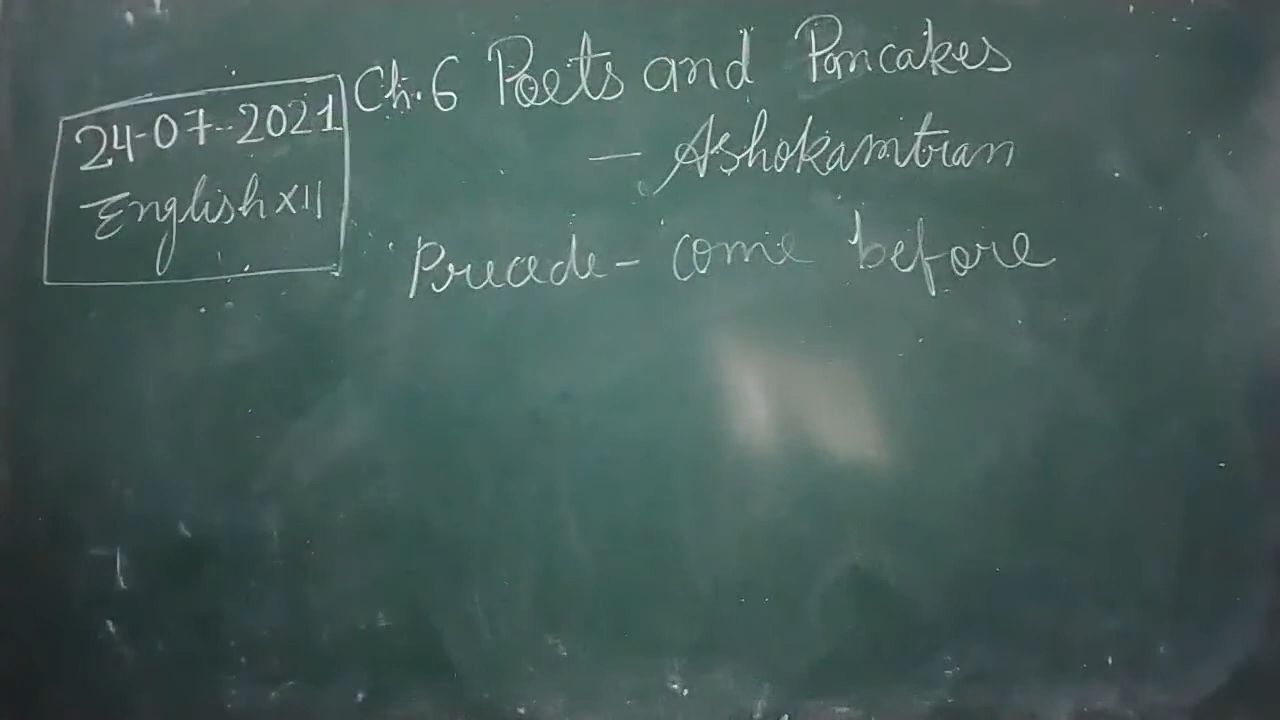 24-07-2021
English XII
Ch. 6 Poets and Pancakes
- Ashokamitran
Precede - come before